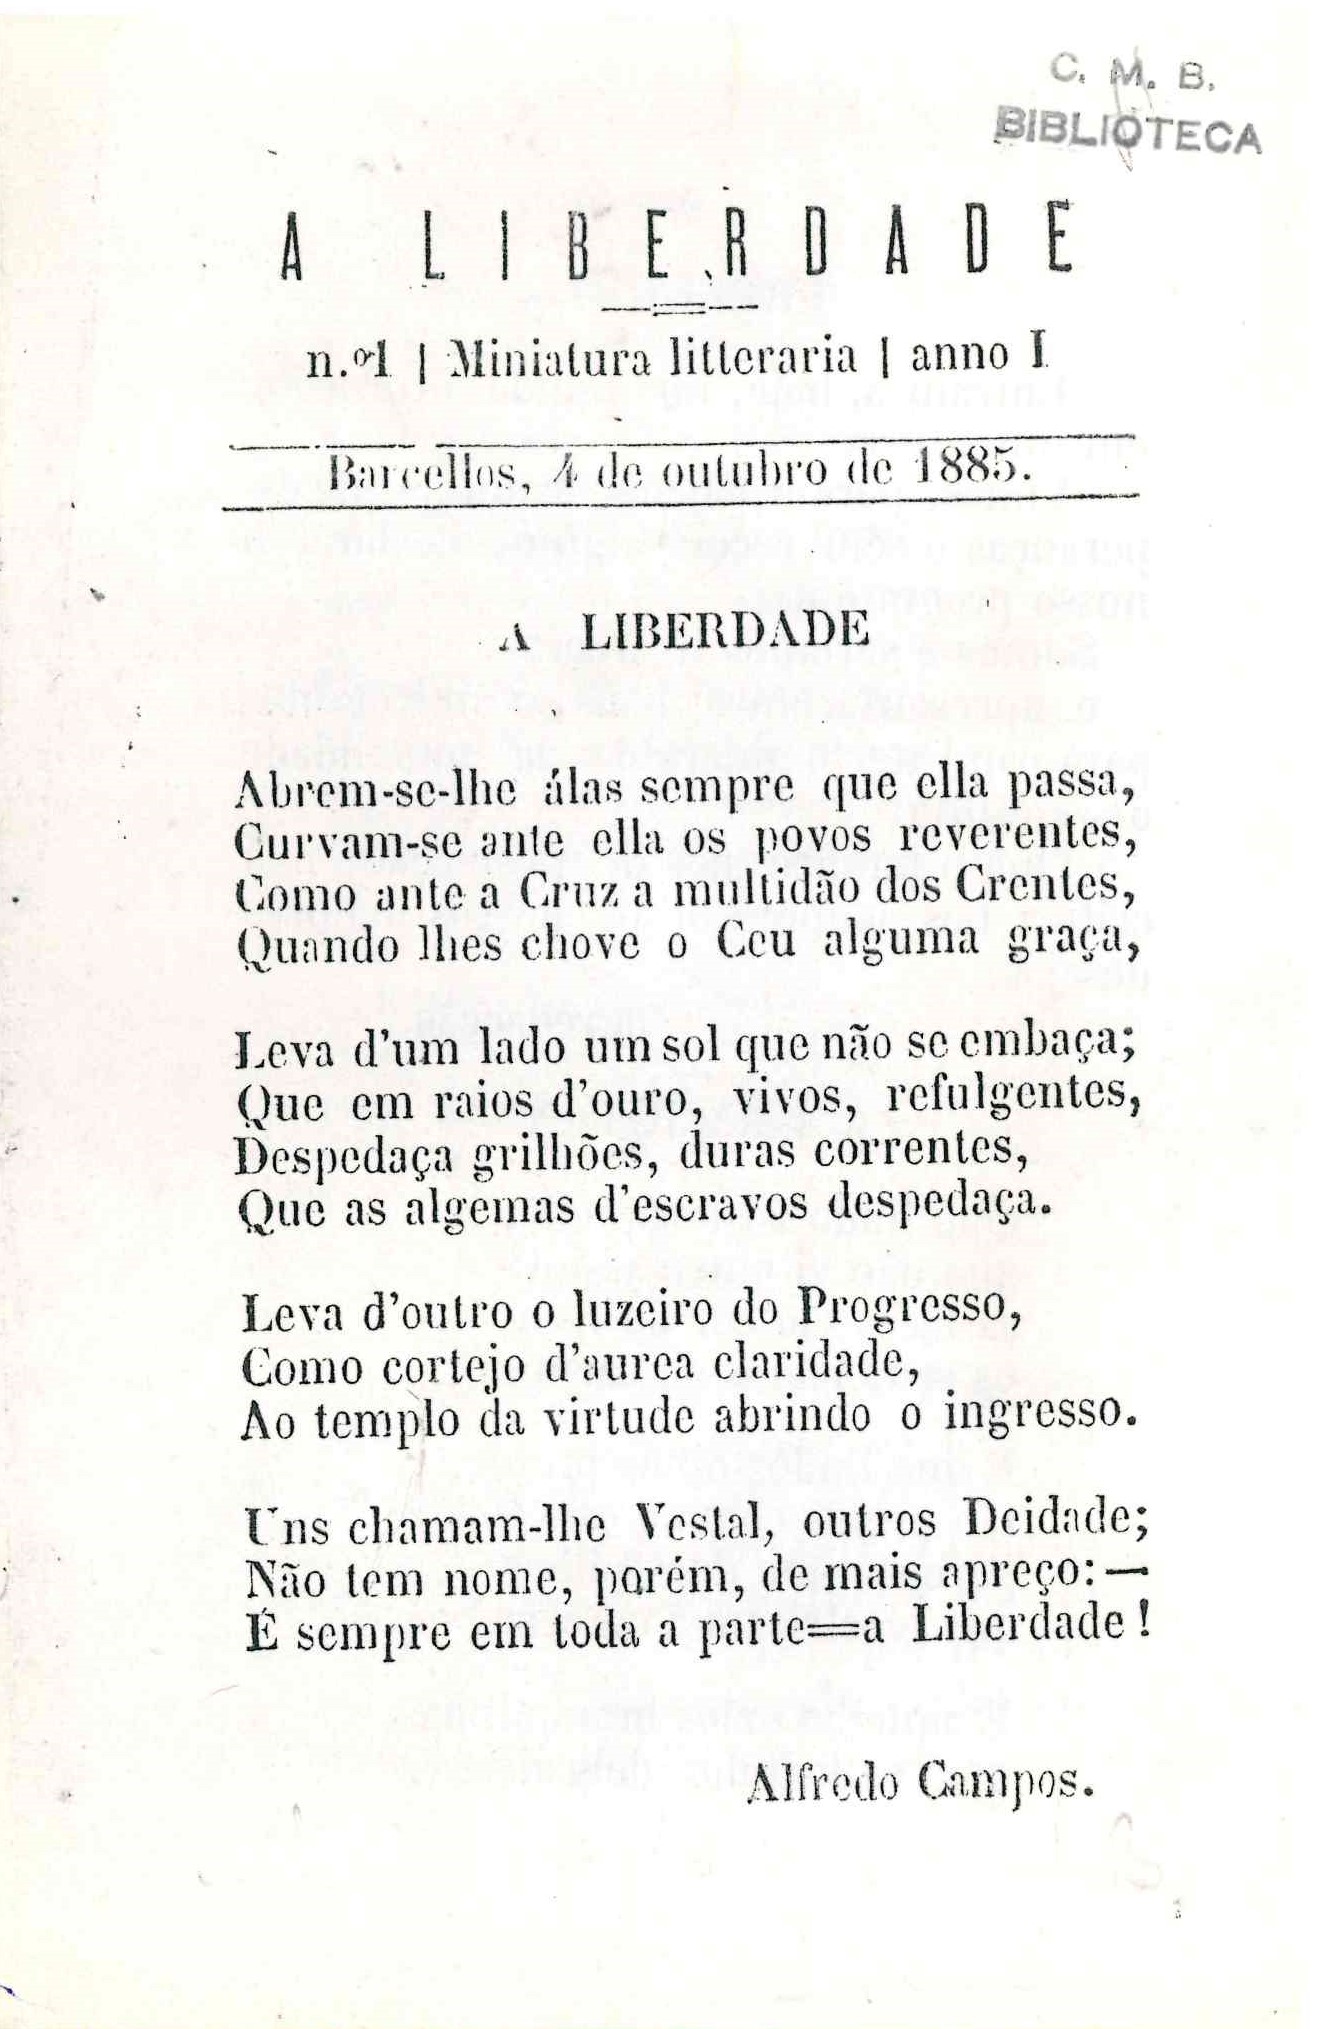 C. M. B.
BIBLIOTECA
A LIBERDADE
n.º 1 | Miniatura litteraria | anno I
Barcellos, 4 de outubro de 1885.
A LIBERDADE
Abrem-se-lhe álas sempre que ella passa,
Curvam-se ante ella os povos reverentes,
Como ante a Cruz a multidão dos Crentes,
Quando lhes chove o Ceu alguma graça,
Leva d'um lado um sol que não se embaça;
Que em raios d'ouro, vivos, refulgentes,
Despedaça grilhões, duras correntes,
Que as algemas d'escravos despedaça.
Leva d'outro o luzeiro do Progresso,
Como cortejo d'aurea claridade,
Ao templo da virtude abrindo o ingresso.
Uns chamam-lhe Vestal, outros Deidade;
Não tem nome, porém, de mais apreço:—
É sempre em toda a parte=a Liberdade!
Alfredo Campos.